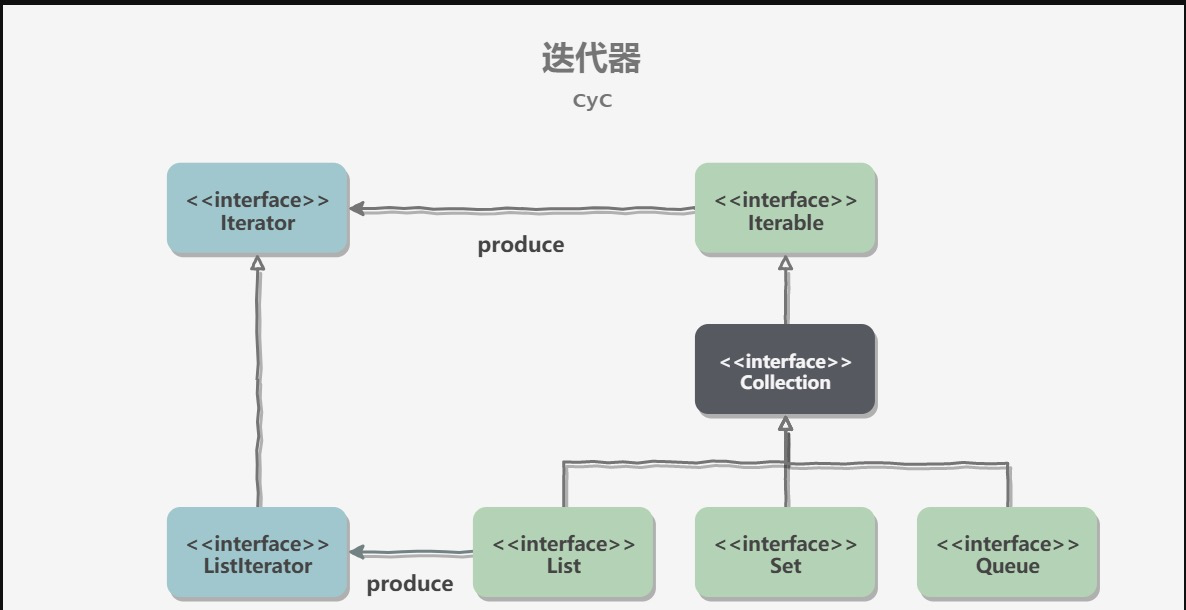 迭代器
CyC
<<interface>>
Iterator
<<interface>>
Iterable
produce
<<interface>>
Collection
<<interface>>
ListIterator
<<interface>>
List
<<interface>>
Set
<<interface>>
Queue
produce